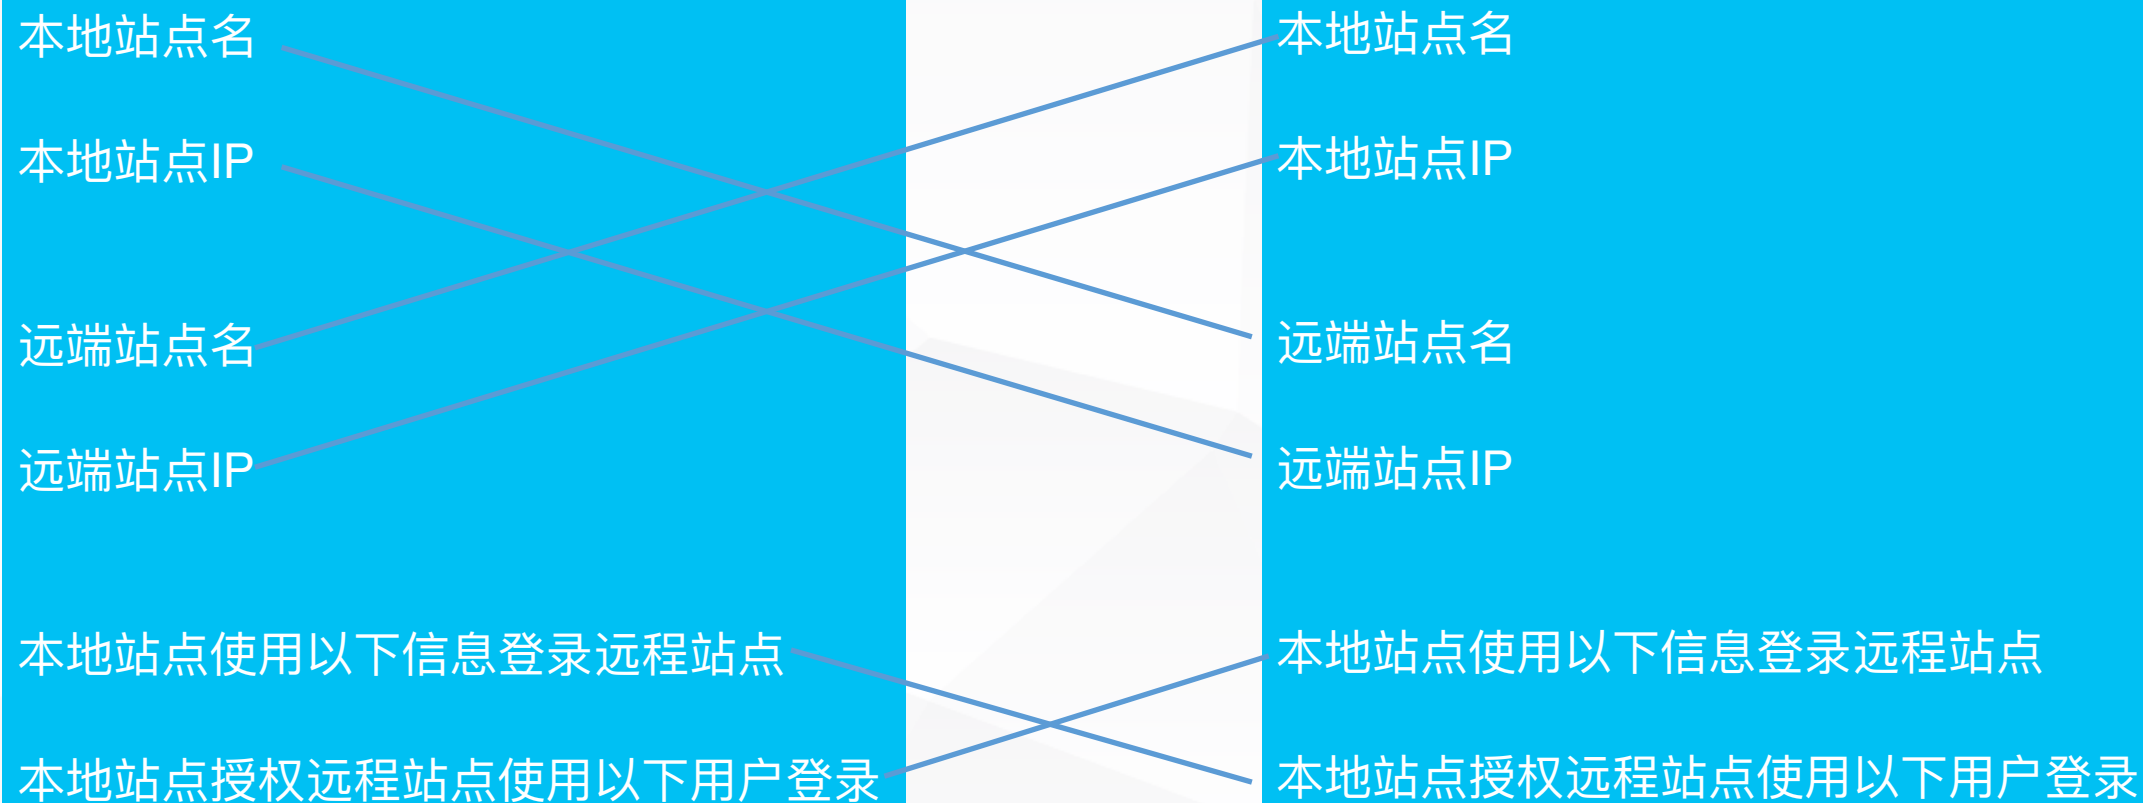 本地站点名
本地站点IP
远端站点名
远端站点IP
本地站点使用以下信息登录远程站点
本地站点授权远程站点使用以下用户登录
本地站点名
本地站点IP
远端站点名
远端站点IP
本地站点使用以下信息登录远程站点
本地站点授权远程站点使用以下用户登录